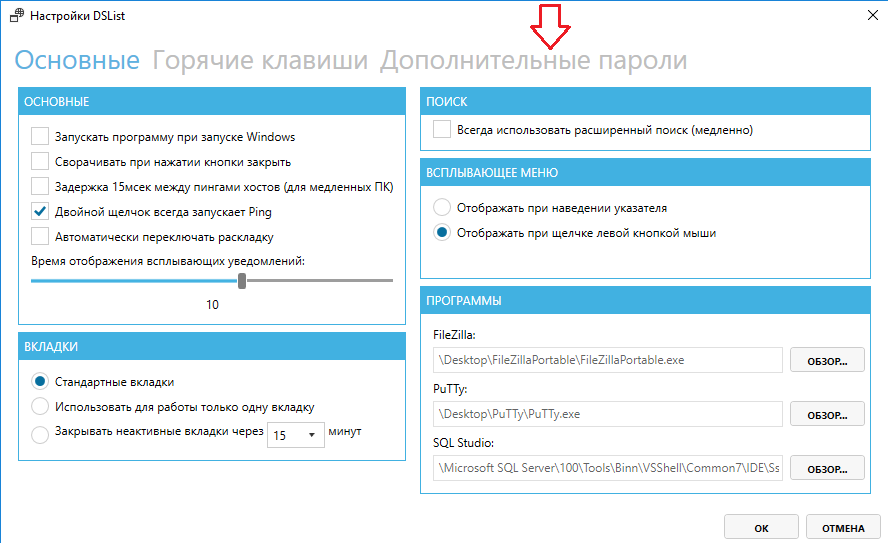 Настройки DSList
Основные Горячие клавиши Дополнительные пароли
ОСНОВНЫЕ
Запускать программу при запуске Windows
Сворачивать при нажатии кнопки закрыть
Задержка 15мсек между пингами хостов (для медленных ПК)
Двойной щелчок всегда запускает Ping
Автоматически переключать раскладку
Время отображения всплывающих уведомлений:
10
ВКЛАДКИ
Стандартные вкладки
Использовать для работы только одну вкладку
Закрывать неактивные вкладки через 15 минут
ПОИСК
Всегда использовать расширенный поиск (медленно)
ВСПЛЫВАЮЩЕЕ МЕНЮ
Отображать при наведении указателя
Отображать при щелчке левой кнопкой мыши
ПРОГРАММЫ
FileZilla:
\Desktop\FileZillaPortable\FileZillaPortable.exe ОБЗОР...
PuTTy:
\Desktop\PuTTy\PuTTy.exe ОБЗОР...
SQL Studio:
\Microsoft SQL Server\100\Tools\Binn\VSShell\Common7\IDE\Ss ОБЗОР...
ОК ОТМЕНА